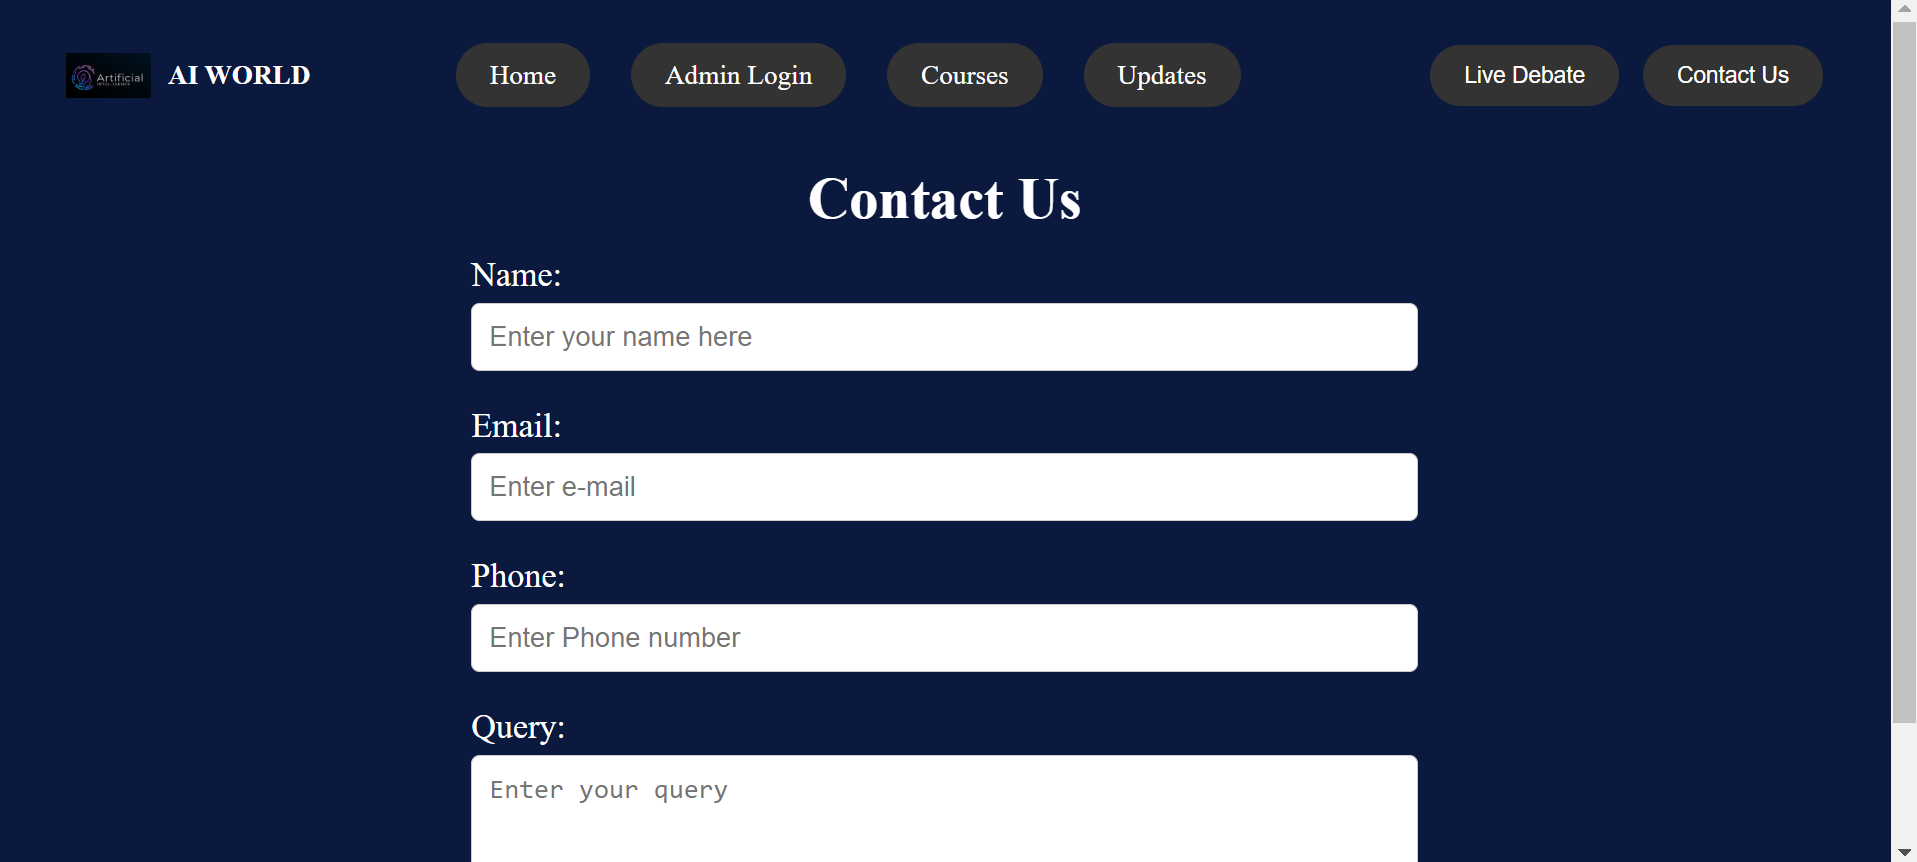 Artificial
INTELLIGENCE
AI WORLD
Home
Admin Login
Courses
Updates
Live Debate
Contact Us
Contact Us
Name:
Enter your name here
Email:
Enter e-mail
Phone:
Enter Phone number
Query:
Enter your query